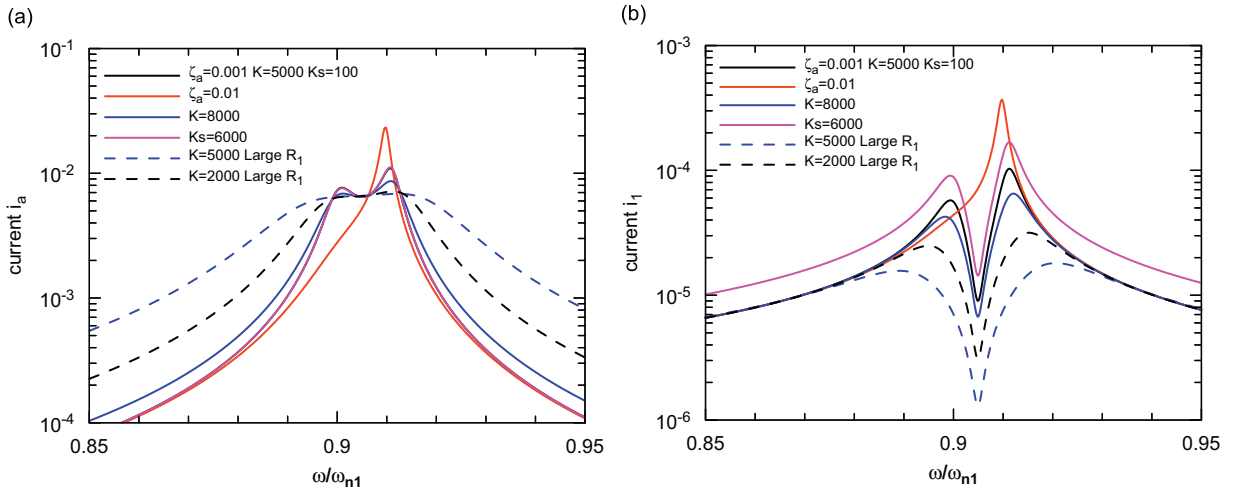 (a)
10⁻¹
10⁻²
10⁻³
10⁻⁴
current iₐ
ζₐ=0.001 K=5000 Ks=100
ζₐ=0.01
K=8000
Ks=6000
K=5000 Large R₁
K=2000 Large R₁
0.85
0.9
0.95
ω/ωₙ₁
(b)
10⁻³
10⁻⁴
10⁻⁵
10⁻⁶
current i₁
ζₐ=0.001 K=5000 Ks=100
ζₐ=0.01
K=8000
Ks=6000
K=5000 Large R₁
K=2000 Large R₁
0.85
0.9
0.95
ω/ωₙ₁